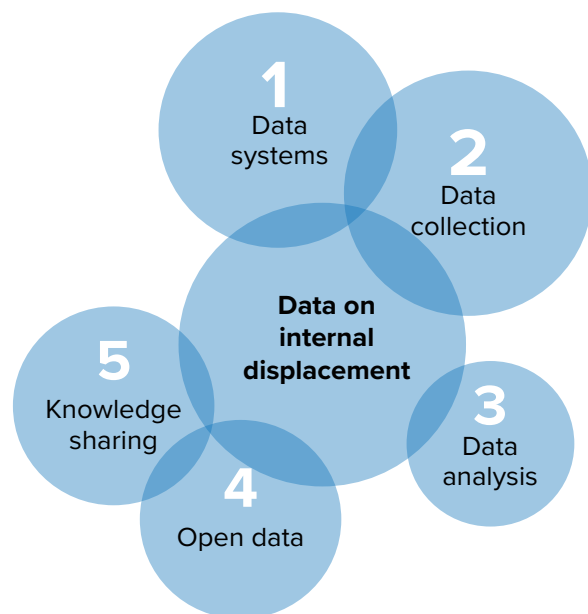 1
Data
systems
2
Data
collection
Data on
internal
displacement
3
Data
analysis
4
Open data
5
Knowledge
sharing